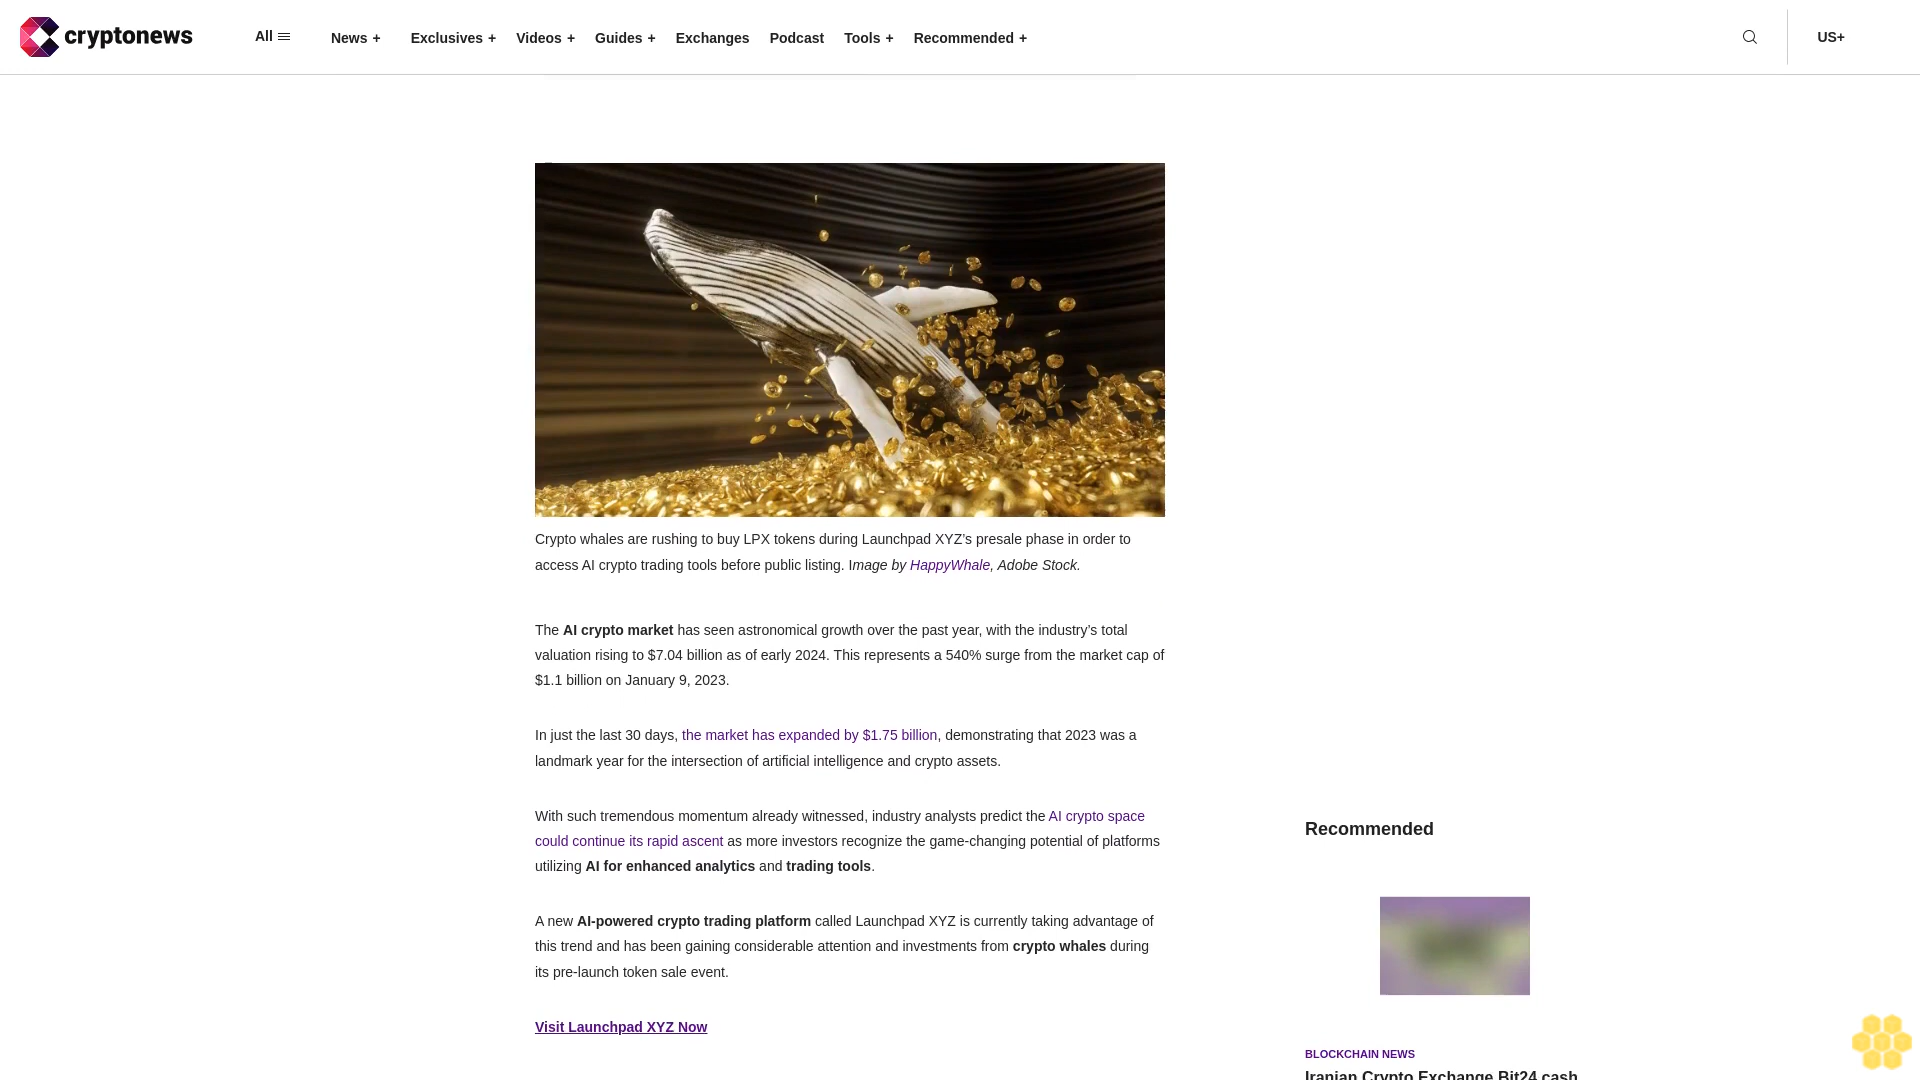 cryptonews
All
News +
Exclusives +
Videos +
Guides +
Exchanges
Podcast
Tools +
Recommended +
US+
Crypto whales are rushing to buy LPX tokens during Launchpad XYZ’s presale phase in order to
access AI crypto trading tools before public listing. Image by HappyWhale, Adobe Stock.
The AI crypto market has seen astronomical growth over the past year, with the industry’s total
valuation rising to $7.04 billion as of early 2024. This represents a 540% surge from the market cap of
$1.1 billion on January 9, 2023.
In just the last 30 days, the market has expanded by $1.75 billion, demonstrating that 2023 was a
landmark year for the intersection of artificial intelligence and crypto assets.
With such tremendous momentum already witnessed, industry analysts predict the AI crypto space
could continue its rapid ascent as more investors recognize the game-changing potential of platforms
utilizing AI for enhanced analytics and trading tools.
A new AI-powered crypto trading platform called Launchpad XYZ is currently taking advantage of
this trend and has been gaining considerable attention and investments from crypto whales during
its pre-launch token sale event.
Visit Launchpad XYZ Now
Recommended
BLOCKCHAIN NEWS
Iranian Crypto Exchange Bit24.cash